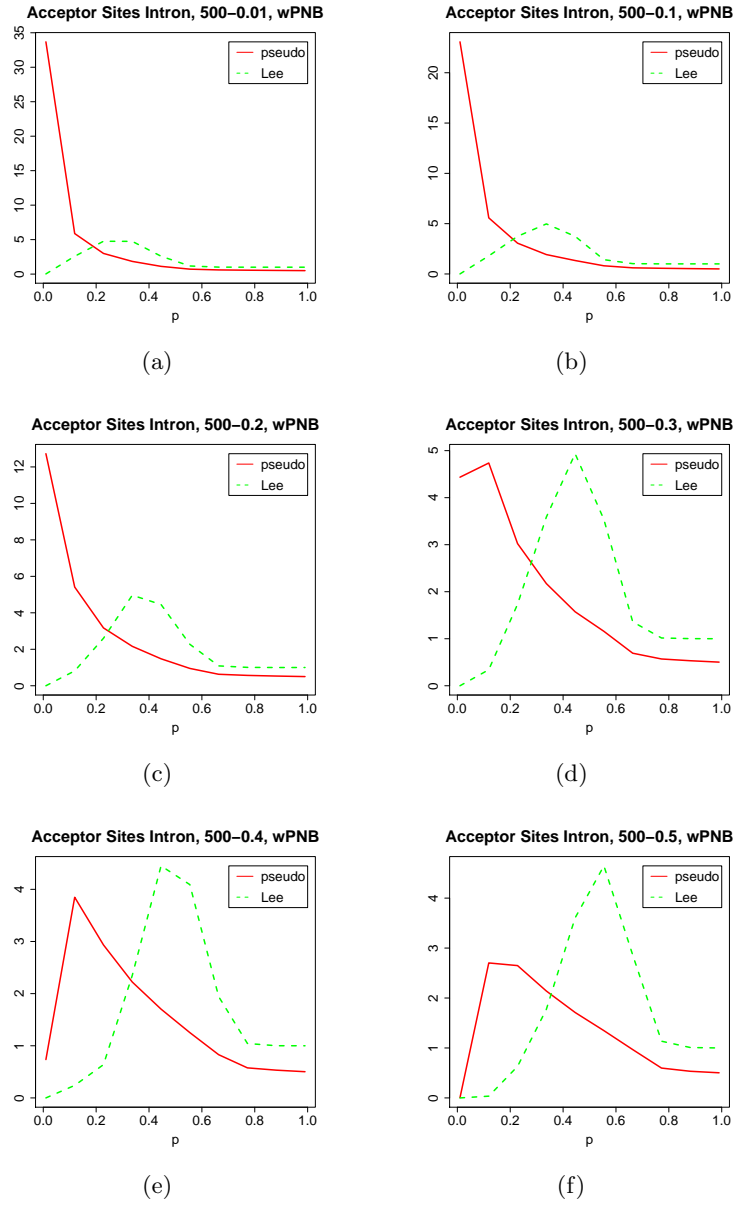 Acceptor Sites Intron, 500−0.01, wPNB
pseudo
Lee
35
30
25
20
15
10
5
0
0.0 0.2 0.4 0.6 0.8 1.0
p
(a)
Acceptor Sites Intron, 500−0.1, wPNB
pseudo
Lee
20
15
10
5
0
0.0 0.2 0.4 0.6 0.8 1.0
p
(b)
Acceptor Sites Intron, 500−0.2, wPNB
pseudo
Lee
12
10
8
6
4
2
0
0.0 0.2 0.4 0.6 0.8 1.0
p
(c)
Acceptor Sites Intron, 500−0.3, wPNB
pseudo
Lee
5
4
3
2
1
0
0.0 0.2 0.4 0.6 0.8 1.0
p
(d)
Acceptor Sites Intron, 500−0.4, wPNB
pseudo
Lee
4
3
2
1
0
0.0 0.2 0.4 0.6 0.8 1.0
p
(e)
Acceptor Sites Intron, 500−0.5, wPNB
pseudo
Lee
4
3
2
1
0
0.0 0.2 0.4 0.6 0.8 1.0
p
(f)